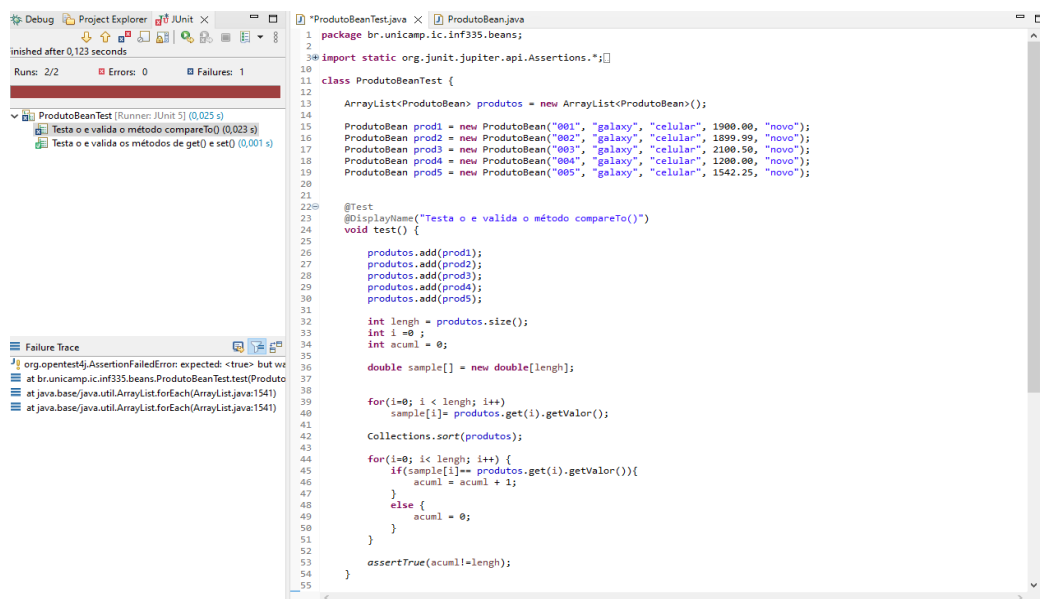 Debug Project Explorer JUnit
inished after 0,123 seconds
Runs: 2/2 Errors: 0 Failures: 1
ProdutoBeanTest [Runner: JUnit 5] (0,025 s)
Testa o e valida o método compareTo() (0,023 s)
Testa o e valida os métodos de get() e set() (0,001 s)
Failure Trace
org.opentest4j.AssertionFailedError: expected: <true> but wa
at br.unicamp.ic.inf335.beans.ProdutoBeanTest.test(Produto
at java.base/java.util.ArrayList.forEach(ArrayList.java:1541)
at java.base/java.util.ArrayList.forEach(ArrayList.java:1541)
*ProdutoBeanTest.java ProdutoBean.java
1 package br.unicamp.ic.inf335.beans;
2
3 import static org.junit.jupiter.api.Assertions.*;
10
11 class ProdutoBeanTest {
12
13 ArrayList<ProdutoBean> produtos = new ArrayList<ProdutoBean>();
14
15 ProdutoBean prod1 = new ProdutoBean("001", "galaxy", "celular", 1900.00, "novo");
16 ProdutoBean prod2 = new ProdutoBean("002", "galaxy", "celular", 1899.99, "novo");
17 ProdutoBean prod3 = new ProdutoBean("003", "galaxy", "celular", 2100.50, "novo");
18 ProdutoBean prod4 = new ProdutoBean("004", "galaxy", "celular", 1200.00, "novo");
19 ProdutoBean prod5 = new ProdutoBean("005", "galaxy", "celular", 1542.25, "novo");
20
21
22 @Test
23 @DisplayName("Testa o e valida o método compareTo()")
24 void test() {
25
26 produtos.add(prod1);
27 produtos.add(prod2);
28 produtos.add(prod3);
29 produtos.add(prod4);
30 produtos.add(prod5);
31
32 int lengh = produtos.size();
33 int i =0 ;
34 int acuml = 0;
35
36 double sample[] = new double[lengh];
37
38
39 for(i=0; i < lengh; i++)
40 sample[i]= produtos.get(i).getValor();
41
42 Collections.sort(produtos);
43
44 for(i=0; i< lengh; i++) {
45 if(sample[i]== produtos.get(i).getValor()){
46 acuml = acuml + 1;
47 }
48 else {
49 acuml = 0;
50 }
51 }
52
53 assertTrue(acuml!=lengh);
54 }
55